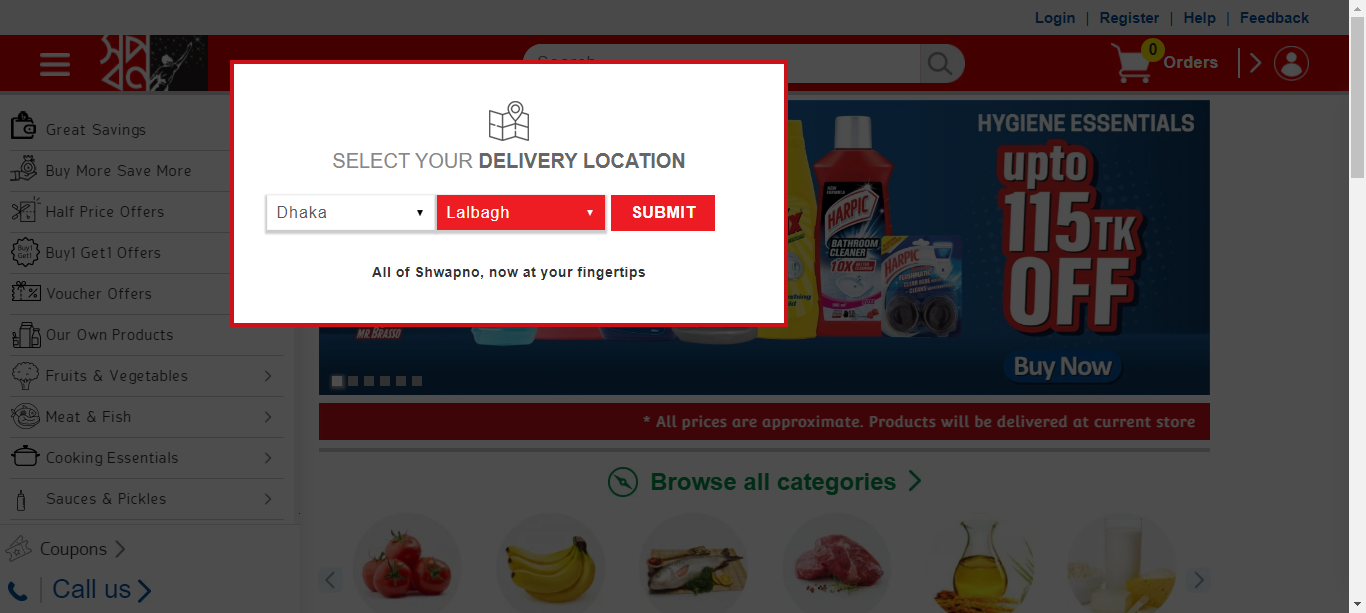 Login | Register | Help | Feedback
Search
0
Orders
Great Savings
Buy More Save More
Half Price Offers
Buy1 Get1 Offers
Voucher Offers
Our Own Products
Fruits & Vegetables
Meat & Fish
Cooking Essentials
Sauces & Pickles
Coupons
Call us
SELECT YOUR DELIVERY LOCATION
Dhaka
Lalbagh
SUBMIT
All of Shwapno, now at your fingertips
HYGIENE ESSENTIALS
upto
115TK
OFF
Buy Now
HARPIC
BATHROOM
CLEANER
10X
HARPIC
MR.BRASSO
* All prices are approximate. Products will be delivered at current store
Browse all categories